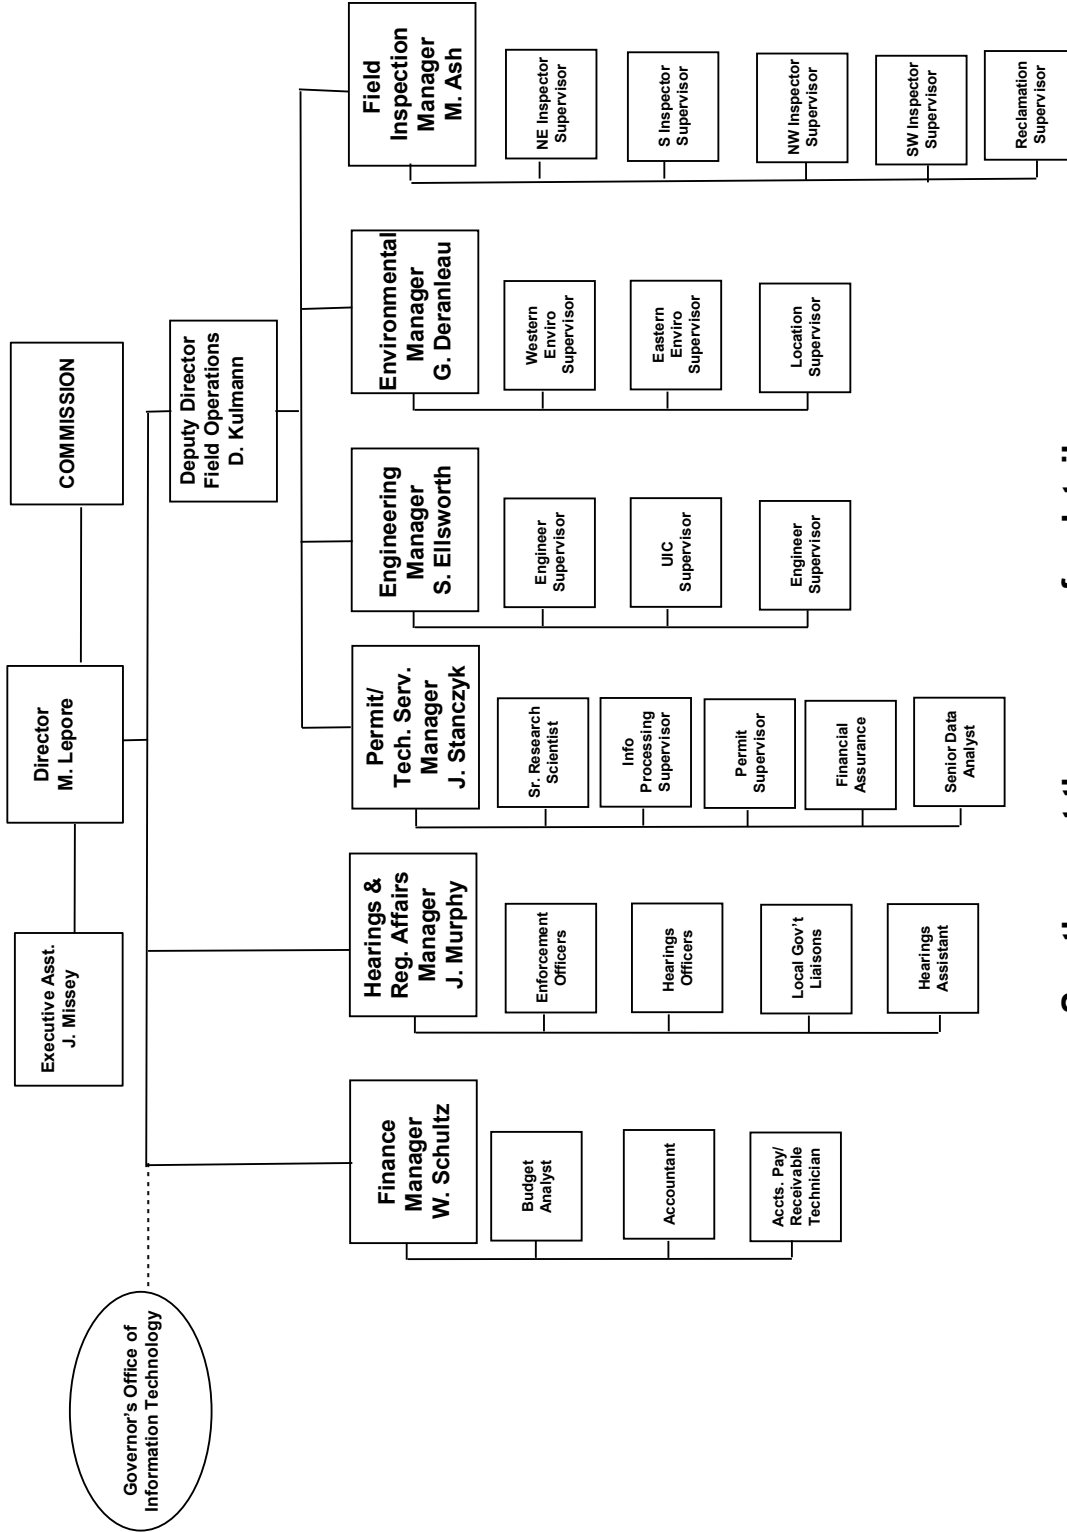 COMMISSION
Director
M. Lepore
Executive Asst.
J. Missey
Governor's Office of
Information Technology
Deputy Director
Field Operations
D. Kulmann
Finance
Manager
W. Schultz
Budget
Analyst
Accountant
Accts. Pay/
Receivable
Technician
Hearings &
Reg. Affairs
Manager
J. Murphy
Enforcement
Officers
Hearings
Officers
Local Gov't
Liaisons
Hearings
Assistant
Permit/
Tech. Serv.
Manager
J. Stanczyk
Sr. Research
Scientist
Info
Processing
Supervisor
Permit
Supervisor
Financial
Assurance
Senior Data
Analyst
Engineering
Manager
S. Ellsworth
Engineer
Supervisor
UIC
Supervisor
Engineer
Supervisor
Environmental
Manager
G. Deranleau
Western
Enviro
Supervisor
Eastern
Enviro
Supervisor
Location
Supervisor
Field
Inspection
Manager
M. Ash
NE Inspector
Supervisor
S Inspector
Supervisor
NW Inspector
Supervisor
SW Inspector
Supervisor
Reclamation
Supervisor